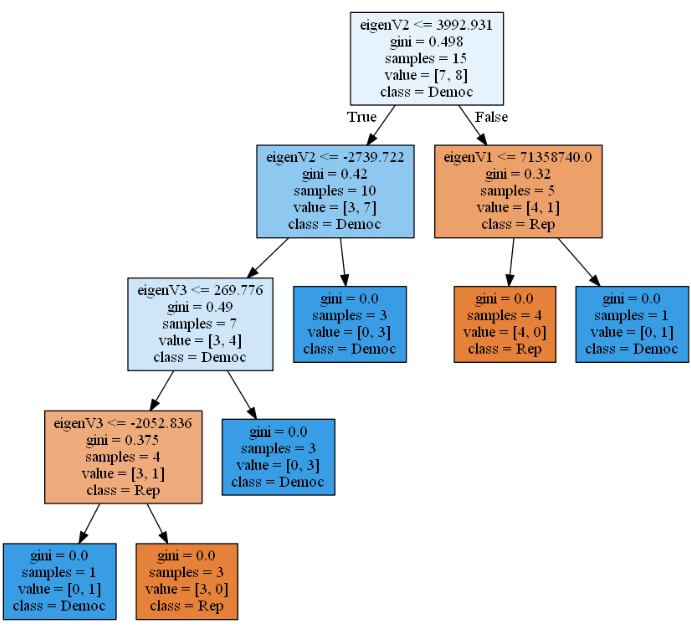 eigenV2 <= 3992.931
gini = 0.498
samples = 15
value = [7, 8]
class = Democ
True
False
eigenV2 <= -2739.722
gini = 0.42
samples = 10
value = [3, 7]
class = Democ
eigenV1 <= 71358740.0
gini = 0.32
samples = 5
value = [4, 1]
class = Rep
eigenV3 <= 269.776
gini = 0.49
samples = 7
value = [3, 4]
class = Democ
gini = 0.0
samples = 3
value = [0, 3]
class = Democ
gini = 0.0
samples = 4
value = [4, 0]
class = Rep
gini = 0.0
samples = 1
value = [0, 1]
class = Democ
eigenV3 <= -2052.836
gini = 0.375
samples = 4
value = [3, 1]
class = Rep
gini = 0.0
samples = 3
value = [0, 3]
class = Democ
gini = 0.0
samples = 1
value = [0, 1]
class = Democ
gini = 0.0
samples = 3
value = [3, 0]
class = Rep